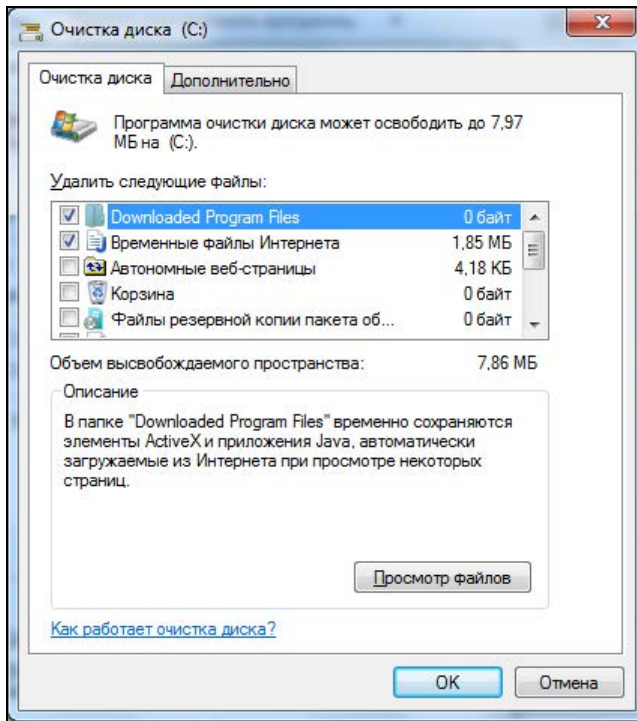 Очистка диска (C:)
Очистка диска
Дополнительно
Программа очистки диска может освободить до 7,97
МБ на (C:).
Удалить следующие файлы:
Downloaded Program Files 0 байт
Временные файлы Интернета 1,85 МБ
Автономные веб-страницы 4,18 КБ
Корзина 0 байт
Файлы резервной копии пакета об... 0 байт
Объем высвобождаемого пространства: 7,86 МБ
Описание
В папке "Downloaded Program Files" временно сохраняются
элементы ActiveX и приложения Java, автоматически
загружаемые из Интернета при просмотре некоторых
страниц.
Просмотр файлов
Как работает очистка диска?
OK
Отмена